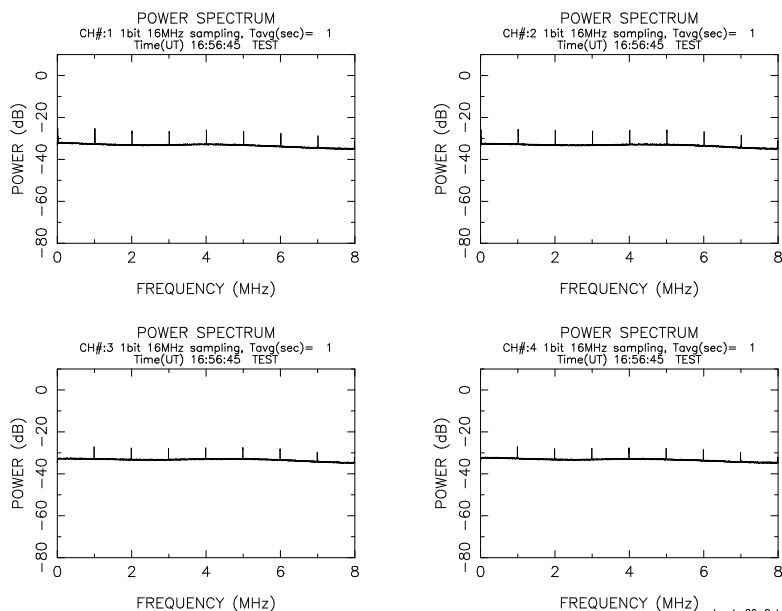 POWER SPECTRUM
CH#:1 1bit 16MHz sampling, Tavg(sec)= 1
Time(UT) 16:56:45 TEST
POWER (dB)
0
−20
−40
−60
−80
0 2 4 6 8
FREQUENCY (MHz)
POWER SPECTRUM
CH#:2 1bit 16MHz sampling, Tavg(sec)= 1
Time(UT) 16:56:45 TEST
POWER (dB)
0
−20
−40
−60
−80
0 2 4 6 8
FREQUENCY (MHz)
POWER SPECTRUM
CH#:3 1bit 16MHz sampling, Tavg(sec)= 1
Time(UT) 16:56:45 TEST
POWER (dB)
0
−20
−40
−60
−80
0 2 4 6 8
FREQUENCY (MHz)
POWER SPECTRUM
CH#:4 1bit 16MHz sampling, Tavg(sec)= 1
Time(UT) 16:56:45 TEST
POWER (dB)
0
−20
−40
−60
−80
0 2 4 6 8
FREQUENCY (MHz)